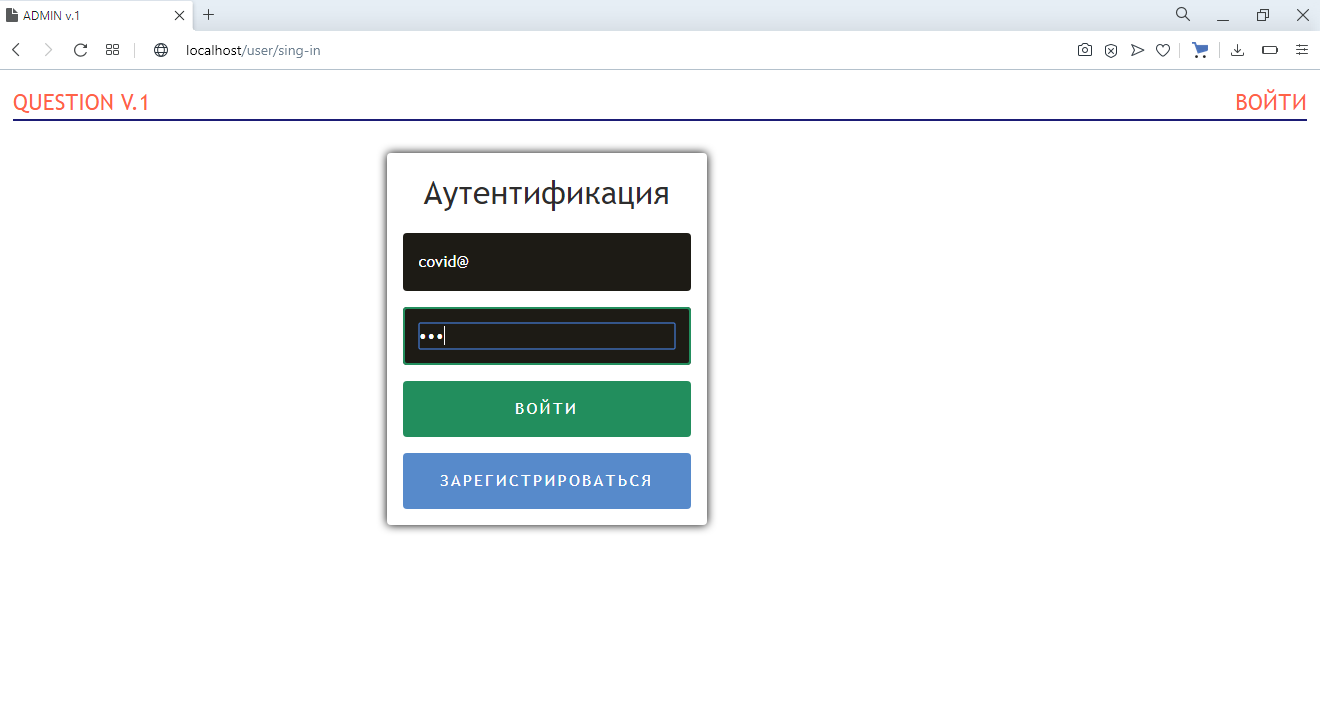 ADMIN v.1
localhost/user/sing-in
QUESTION V.1
ВОЙТИ
Аутентификация
covid@
•••
ВОЙТИ
ЗАРЕГИСТРИРОВАТЬСЯ